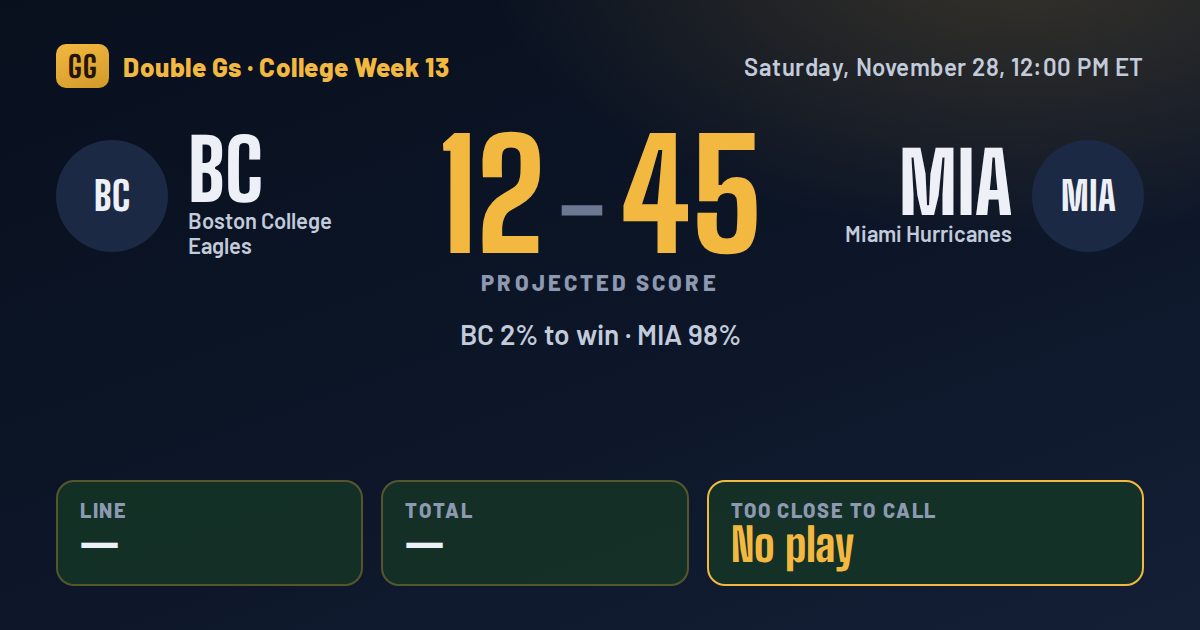 GG
Double Gs · College Week 13
Saturday, November 28, 12:00 PM ET
BC
BC
Boston College
Eagles
12 – 45
PROJECTED SCORE
BC 2% to win · MIA 98%
MIA
Miami Hurricanes
MIA
LINE
—
TOTAL
—
TOO CLOSE TO CALL
No play